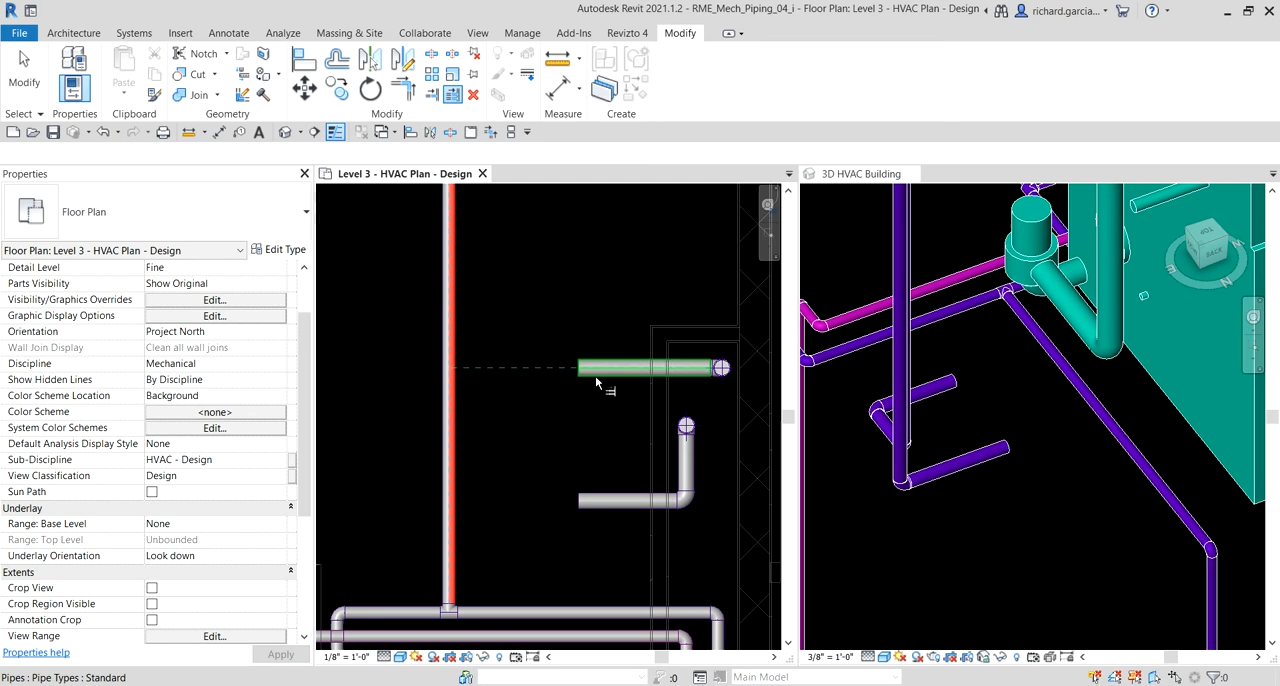 Autodesk Revit 2021.1.2 - RME_Mech_Piping_04_i - Floor Plan: Level 3 - HVAC Plan - Design
richard.garcia...
File Architecture Systems Insert Annotate Analyze Massing & Site Collaborate View Manage Add-Ins Revizto 4 Modify
Modify
Paste
Notch
Cut
Join
Select Properties Clipboard Geometry Modify View Measure Create
Properties
Level 3 - HVAC Plan - Design
3D HVAC Building
Floor Plan
Floor Plan: Level 3 - HVAC Plan - Design
Edit Type
Detail Level Fine
Parts Visibility Show Original
Visibility/Graphics Overrides Edit...
Graphic Display Options Edit...
Orientation Project North
Wall Join Display Clean all wall joins
Discipline Mechanical
Show Hidden Lines By Discipline
Color Scheme Location Background
Color Scheme <none>
System Color Schemes Edit...
Default Analysis Display Style None
Sub-Discipline HVAC - Design
View Classification Design
Sun Path
Underlay
Range: Base Level None
Range: Top Level Unbounded
Underlay Orientation Look down
Extents
Crop View
Crop Region Visible
Annotation Crop
View Range Edit...
Properties help
Apply
TOP
BACK
N
E
N
1/8" = 1'-0"
3/8" = 1'-0"
Pipes : Pipe Types : Standard
:0
Main Model
:0